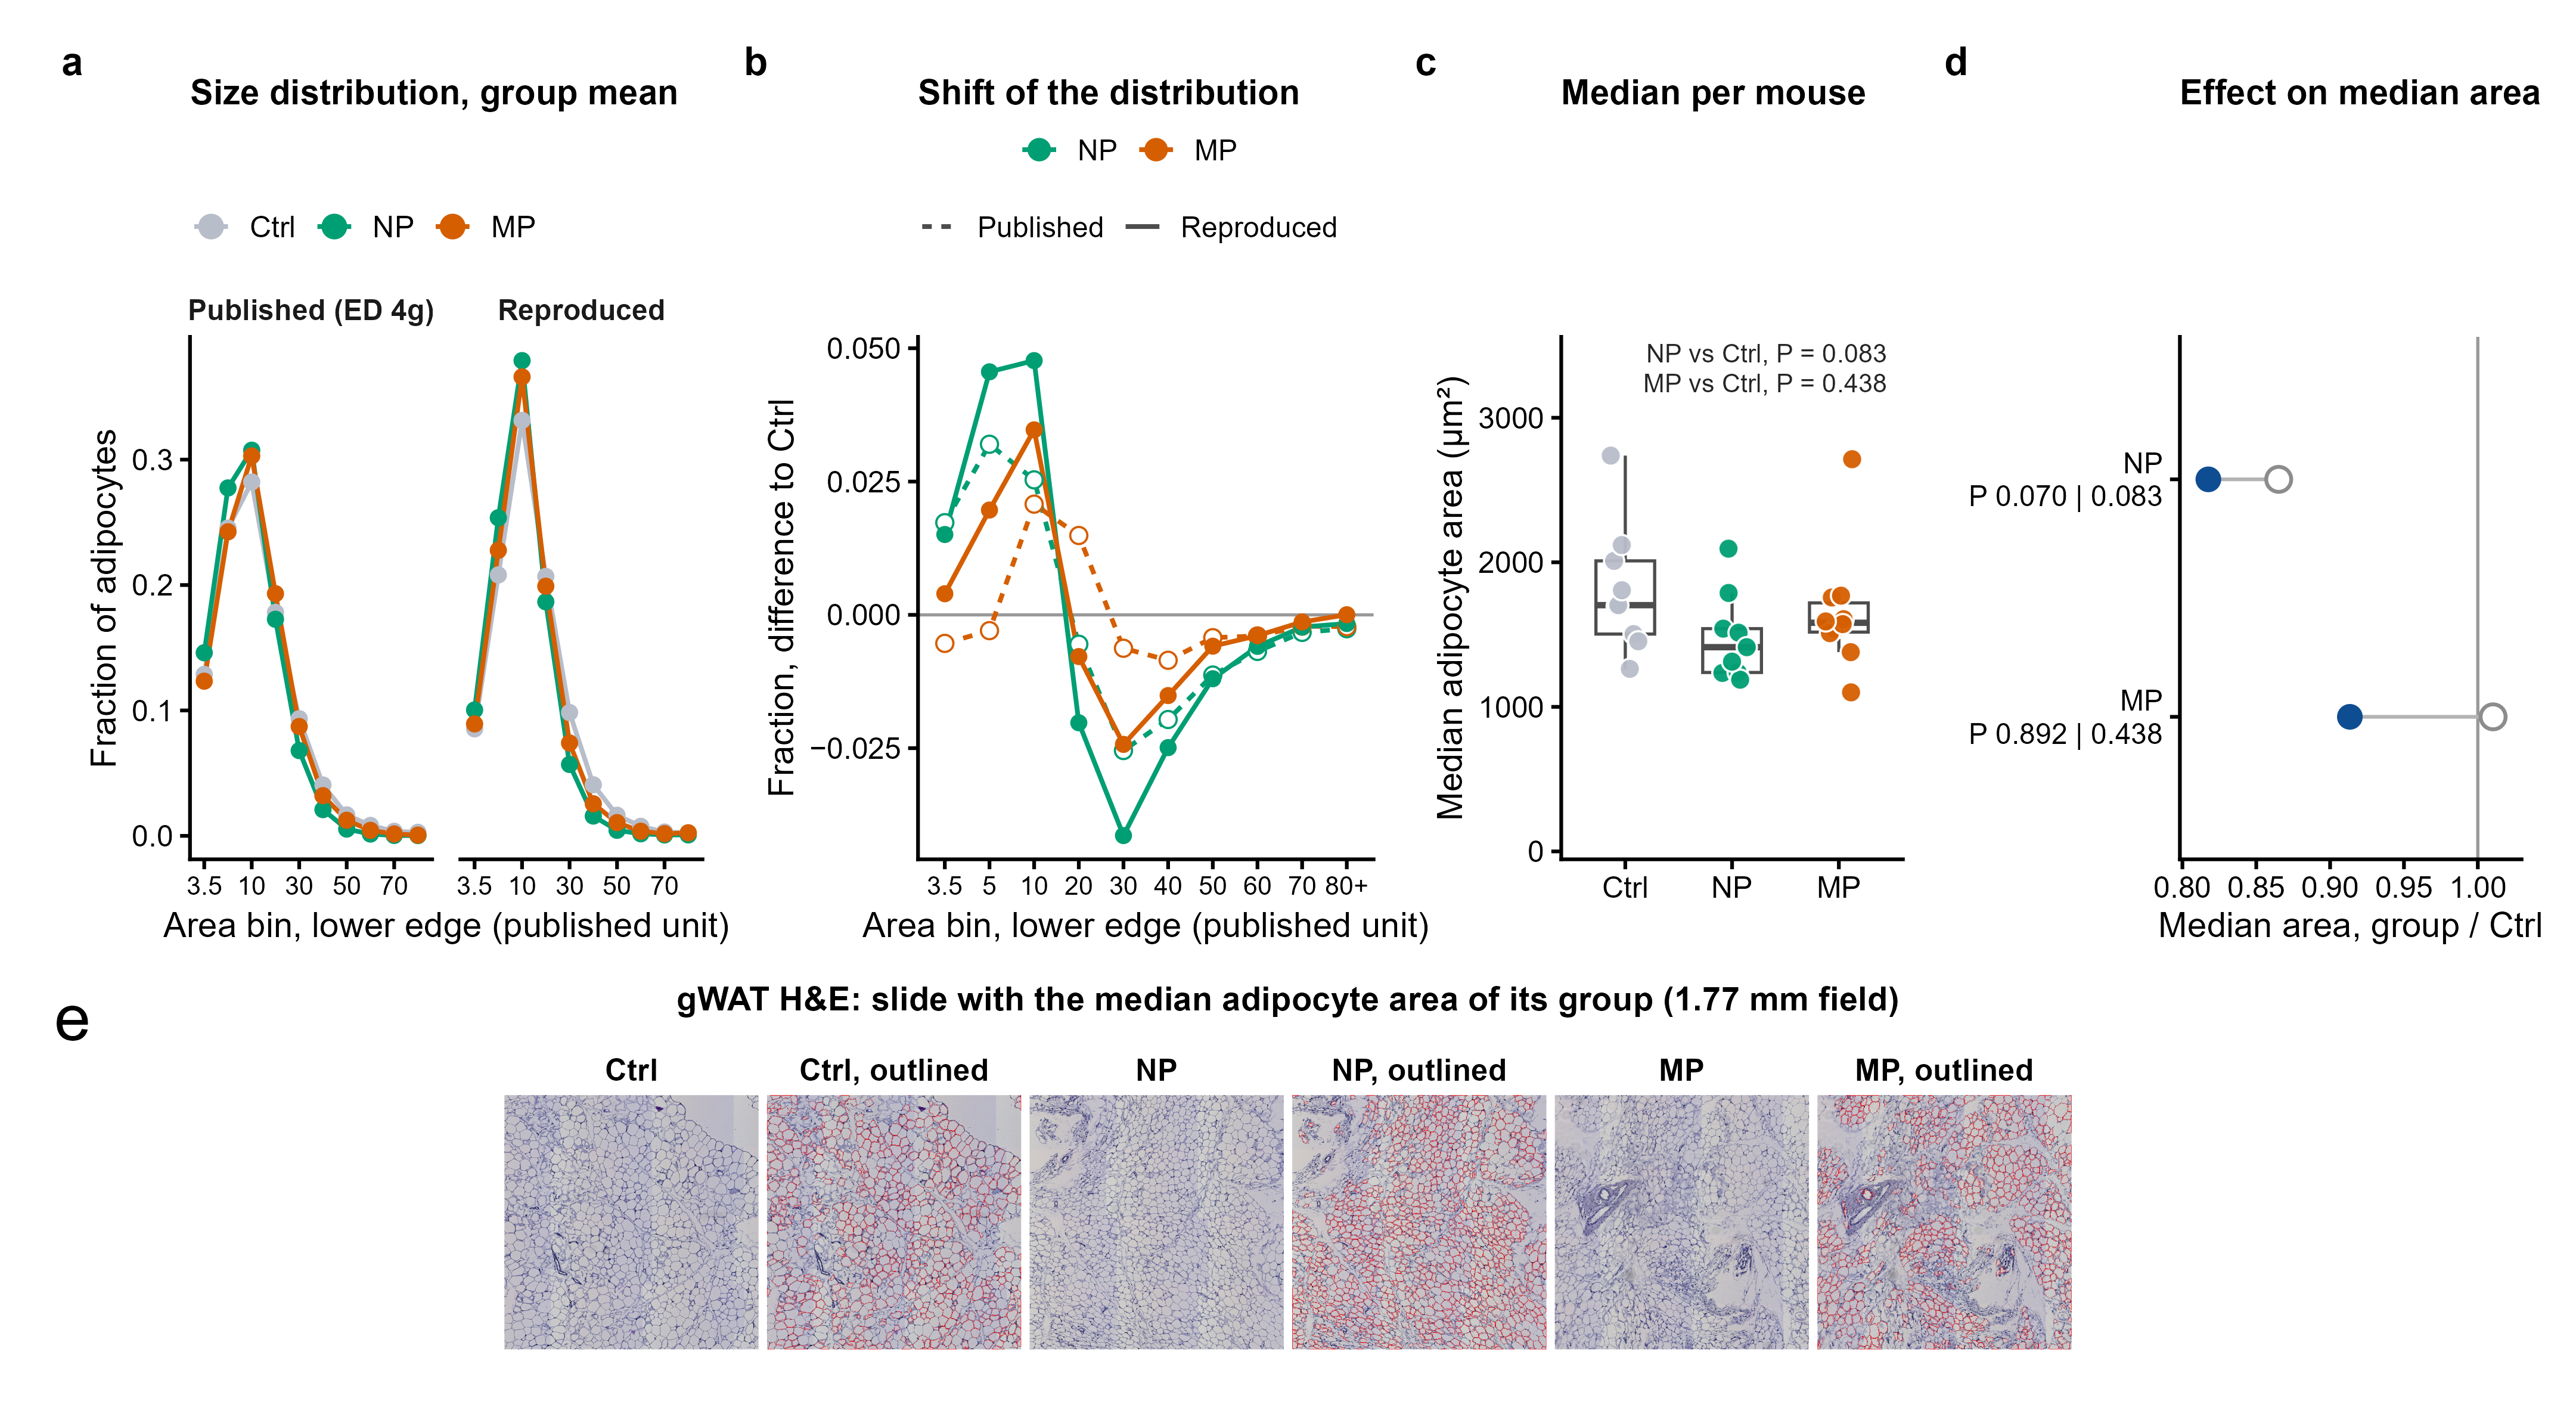 a
Size distribution, group mean
Ctrl NP MP
Published (ED 4g) Reproduced
Fraction of adipocytes
0.3
0.2
0.1
0.0
3.5 10 30 50 70 3.5 10 30 50 70
Area bin, lower edge (published unit)
b
Shift of the distribution
NP MP
Published Reproduced
Fraction, difference to Ctrl
0.050
0.025
0.000
−0.025
3.5 5 10 20 30 40 50 60 70 80+
Area bin, lower edge (published unit)
c
Median per mouse
NP vs Ctrl, P = 0.083
MP vs Ctrl, P = 0.438
Median adipocyte area (µm²)
3000
2000
1000
0
Ctrl NP MP
d
Effect on median area
NP
P 0.070 | 0.083
MP
P 0.892 | 0.438
0.80 0.85 0.90 0.95 1.00
Median area, group / Ctrl
e
gWAT H&E: slide with the median adipocyte area of its group (1.77 mm field)
Ctrl Ctrl, outlined NP NP, outlined MP MP, outlined